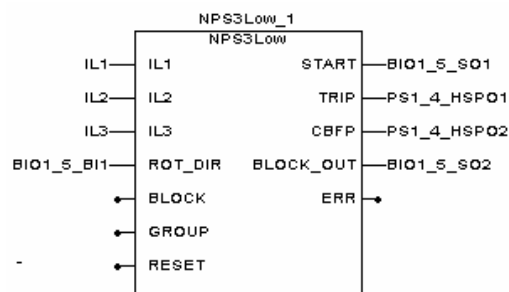 NPS3Low_1
NPS3Low
IL1 IL1 START BIO1_5_SO1
IL2 IL2 TRIP PS1_4_HSPO1
IL3 IL3 CBFP PS1_4_HSPO2
BIO1_5_BI1 ROT_DIR BLOCK_OUT BIO1_5_SO2
BLOCK ERR
GROUP
- RESET